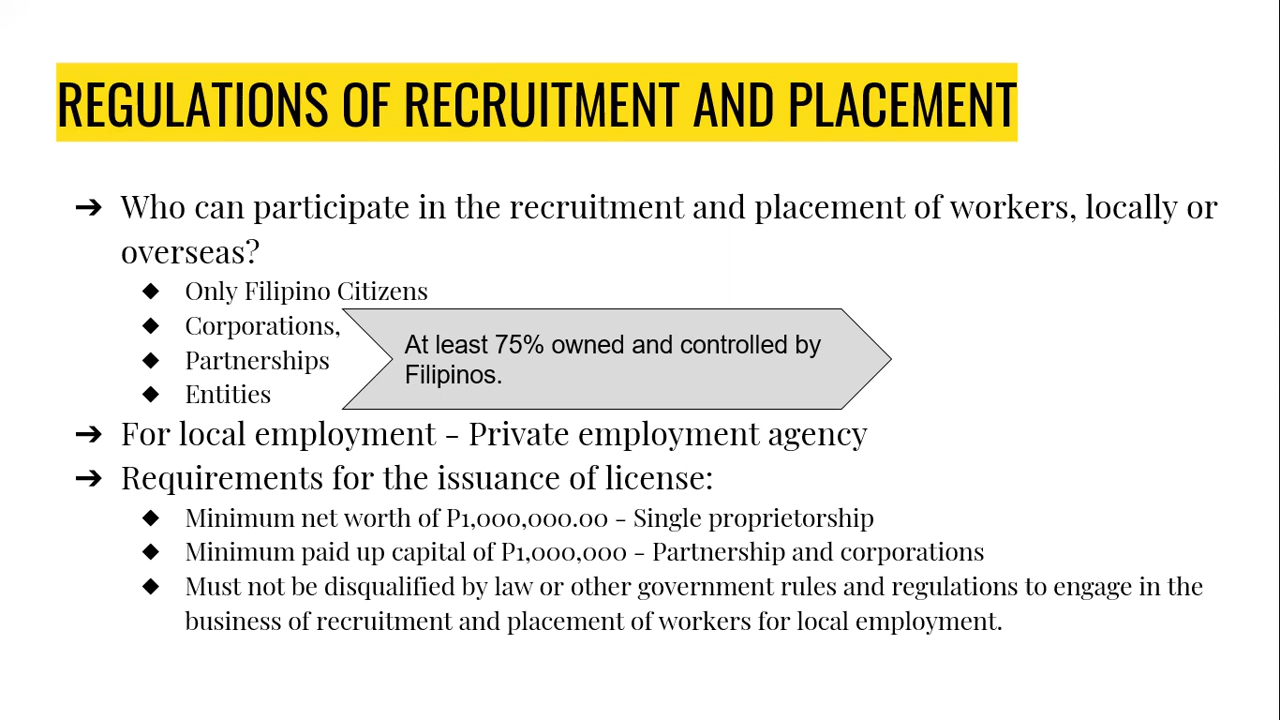 REGULATIONS OF RECRUITMENT AND PLACEMENT
➔ Who can participate in the recruitment and placement of workers, locally or
overseas?
◆ Only Filipino Citizens
◆ Corporations,
◆ Partnerships
◆ Entities
At least 75% owned and controlled by
Filipinos.
➔ For local employment - Private employment agency
➔ Requirements for the issuance of license:
◆ Minimum net worth of P1,000,000.00 - Single proprietorship
◆ Minimum paid up capital of P1,000,000 - Partnership and corporations
◆ Must not be disqualified by law or other government rules and regulations to engage in the
business of recruitment and placement of workers for local employment.